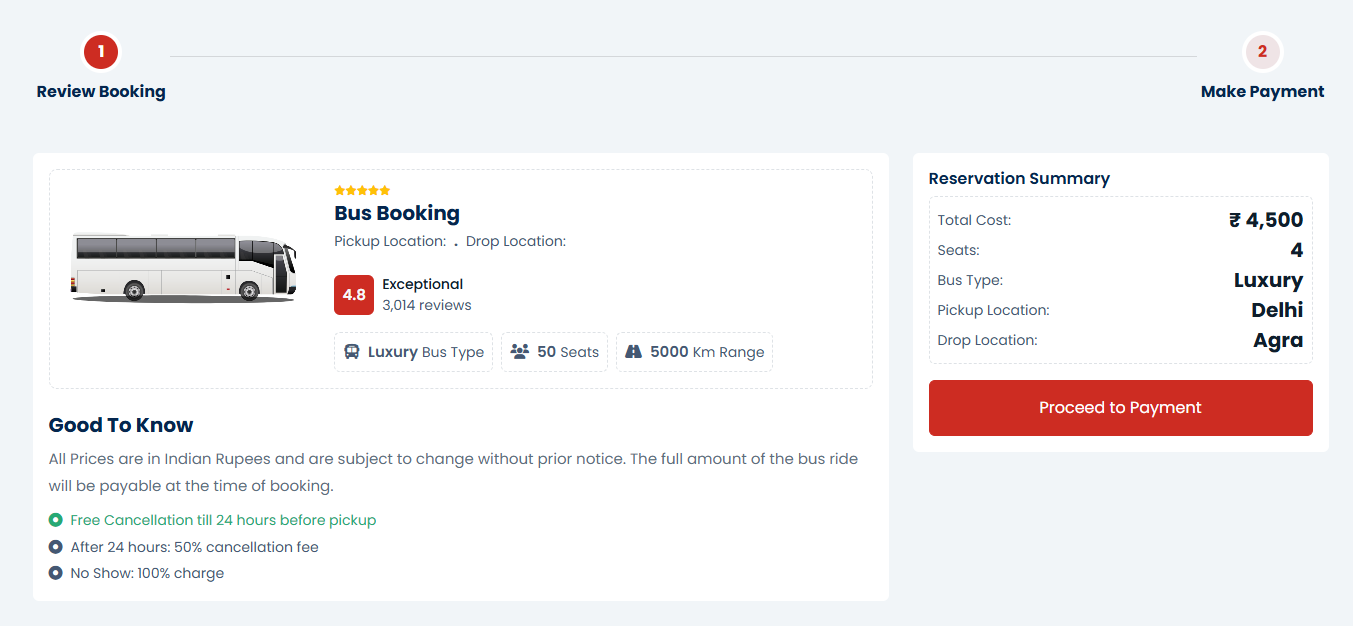 1
Review Booking
2
Make Payment
Bus Booking
Pickup Location: . Drop Location:
4.8
Exceptional
3,014 reviews
Luxury Bus Type
50 Seats
5000 Km Range
Good To Know
All Prices are in Indian Rupees and are subject to change without prior notice. The full amount of the bus ride
will be payable at the time of booking.
Free Cancellation till 24 hours before pickup
After 24 hours: 50% cancellation fee
No Show: 100% charge
Reservation Summary
Total Cost: ₹ 4,500
Seats: 4
Bus Type: Luxury
Pickup Location: Delhi
Drop Location: Agra
Proceed to Payment